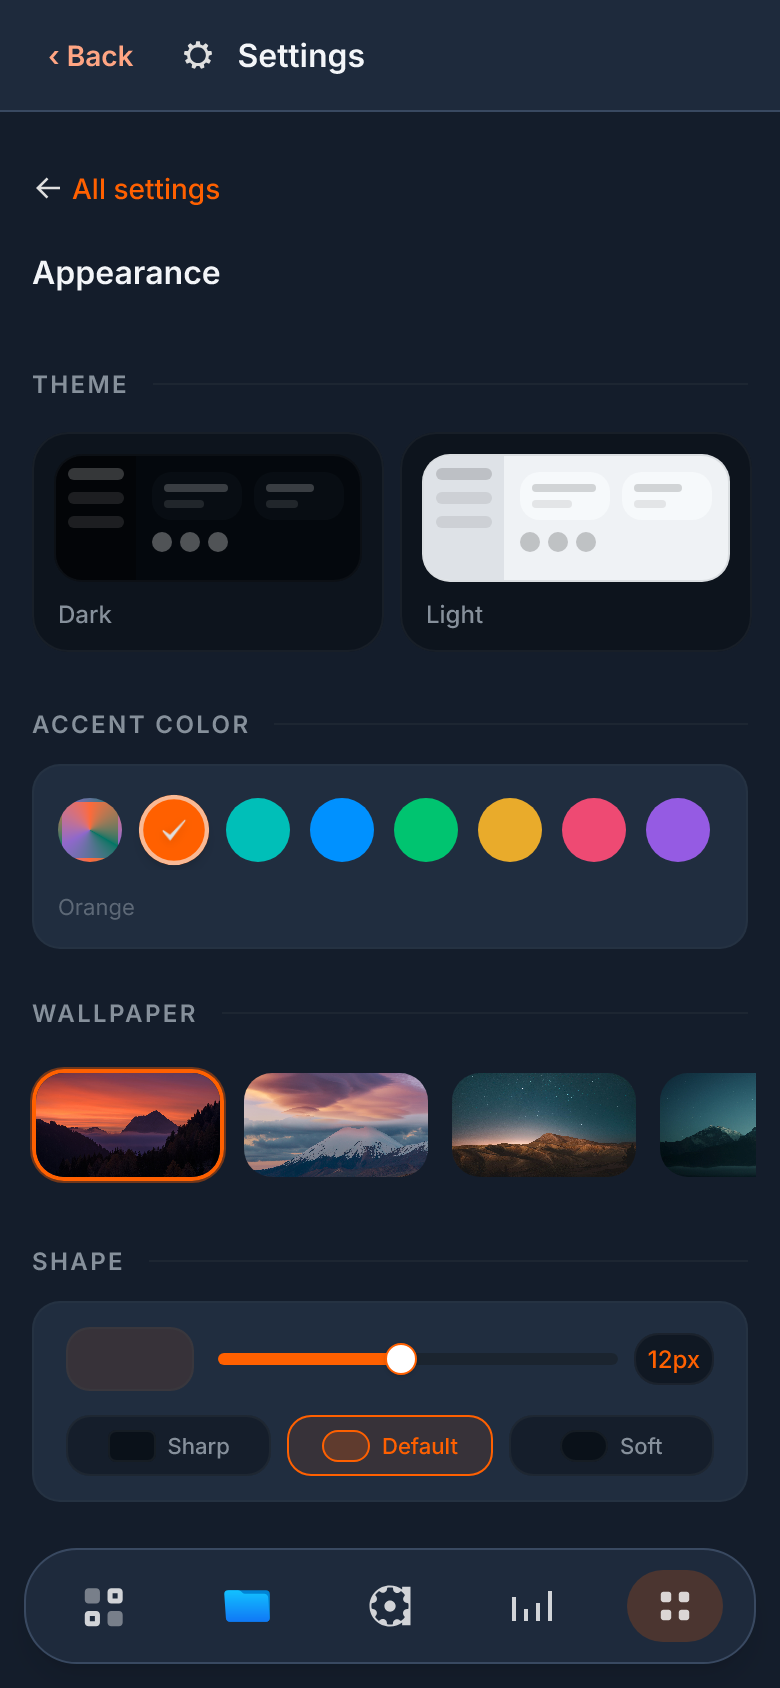 ‹ Back Settings
← All settings
Appearance
THEME
Dark Light
ACCENT COLOR
Orange
WALLPAPER
SHAPE
12px
Sharp Default Soft